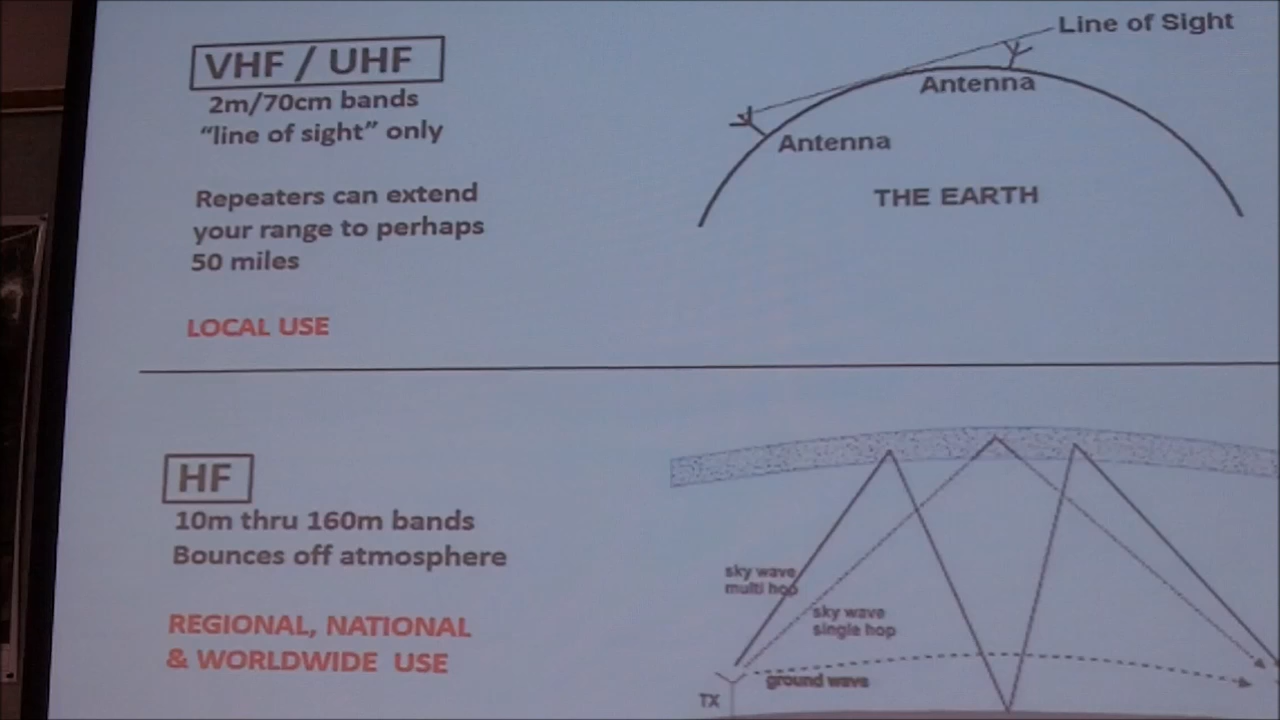 VHF / UHF
2m/70cm bands
“line of sight” only
Repeaters can extend
your range to perhaps
50 miles
LOCAL USE
Line of Sight
Antenna
Antenna
THE EARTH
HF
10m thru 160m bands
Bounces off atmosphere
REGIONAL, NATIONAL
& WORLDWIDE USE
sky wave
multi hop
sky wave
single hop
ground wave
TX